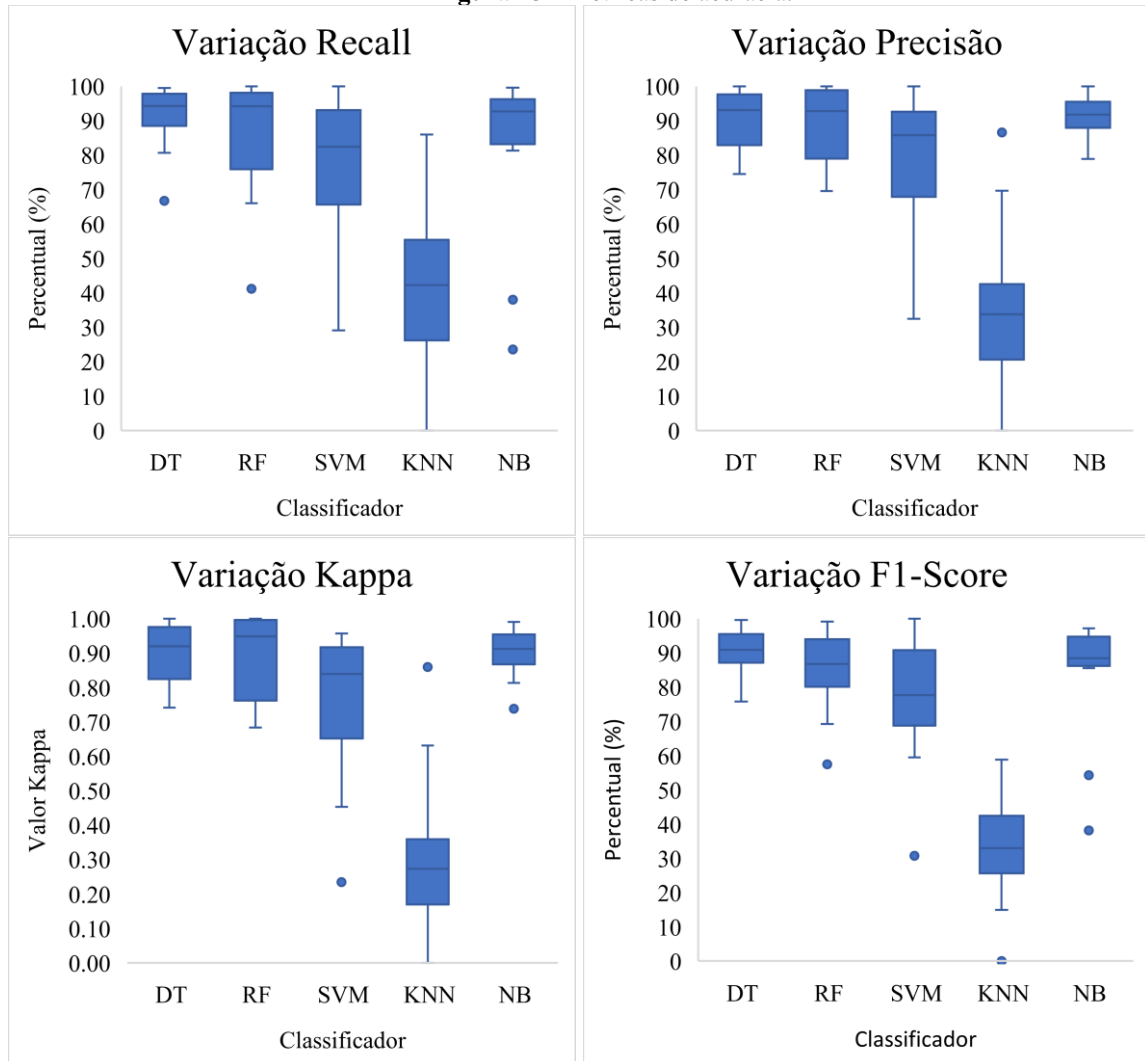 Variação Recall
100
90
80
70
60
50
40
30
20
10
0
Percentual (%)
DT RF SVM KNN NB
Classificador
Variação Precisão
100
90
80
70
60
50
40
30
20
10
0
Percentual (%)
DT RF SVM KNN NB
Classificador
Variação Kappa
1.00
0.90
0.80
0.70
0.60
0.50
0.40
0.30
0.20
0.10
0.00
Valor Kappa
DT RF SVM KNN NB
Classificador
Variação F1-Score
100
90
80
70
60
50
40
30
20
10
0
Percentual (%)
DT RF SVM KNN NB
Classificador